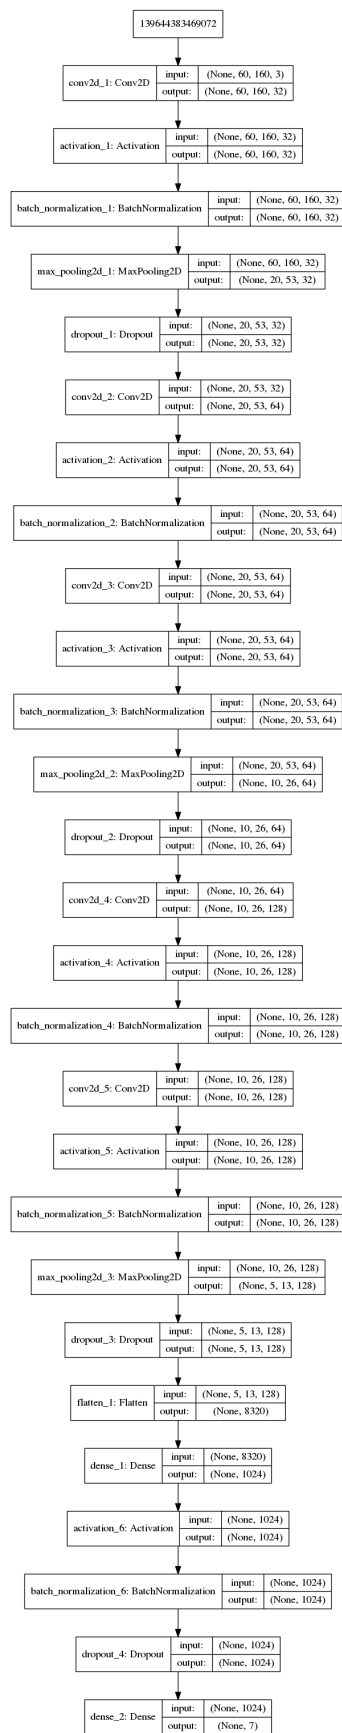 139644383469072
conv2d_1: Conv2D input: (None, 60, 160, 3)
output: (None, 60, 160, 32)
activation_1: Activation input: (None, 60, 160, 32)
output: (None, 60, 160, 32)
batch_normalization_1: BatchNormalization input: (None, 60, 160, 32)
output: (None, 60, 160, 32)
max_pooling2d_1: MaxPooling2D input: (None, 60, 160, 32)
output: (None, 20, 53, 32)
dropout_1: Dropout input: (None, 20, 53, 32)
output: (None, 20, 53, 32)
conv2d_2: Conv2D input: (None, 20, 53, 32)
output: (None, 20, 53, 64)
activation_2: Activation input: (None, 20, 53, 64)
output: (None, 20, 53, 64)
batch_normalization_2: BatchNormalization input: (None, 20, 53, 64)
output: (None, 20, 53, 64)
conv2d_3: Conv2D input: (None, 20, 53, 64)
output: (None, 20, 53, 64)
activation_3: Activation input: (None, 20, 53, 64)
output: (None, 20, 53, 64)
batch_normalization_3: BatchNormalization input: (None, 20, 53, 64)
output: (None, 20, 53, 64)
max_pooling2d_2: MaxPooling2D input: (None, 20, 53, 64)
output: (None, 10, 26, 64)
dropout_2: Dropout input: (None, 10, 26, 64)
output: (None, 10, 26, 64)
conv2d_4: Conv2D input: (None, 10, 26, 64)
output: (None, 10, 26, 128)
activation_4: Activation input: (None, 10, 26, 128)
output: (None, 10, 26, 128)
batch_normalization_4: BatchNormalization input: (None, 10, 26, 128)
output: (None, 10, 26, 128)
conv2d_5: Conv2D input: (None, 10, 26, 128)
output: (None, 10, 26, 128)
activation_5: Activation input: (None, 10, 26, 128)
output: (None, 10, 26, 128)
batch_normalization_5: BatchNormalization input: (None, 10, 26, 128)
output: (None, 10, 26, 128)
max_pooling2d_3: MaxPooling2D input: (None, 10, 26, 128)
output: (None, 5, 13, 128)
dropout_3: Dropout input: (None, 5, 13, 128)
output: (None, 5, 13, 128)
flatten_1: Flatten input: (None, 5, 13, 128)
output: (None, 8320)
dense_1: Dense input: (None, 8320)
output: (None, 1024)
activation_6: Activation input: (None, 1024)
output: (None, 1024)
batch_normalization_6: BatchNormalization input: (None, 1024)
output: (None, 1024)
dropout_4: Dropout input: (None, 1024)
output: (None, 1024)
dense_2: Dense input: (None, 1024)
output: (None, 7)